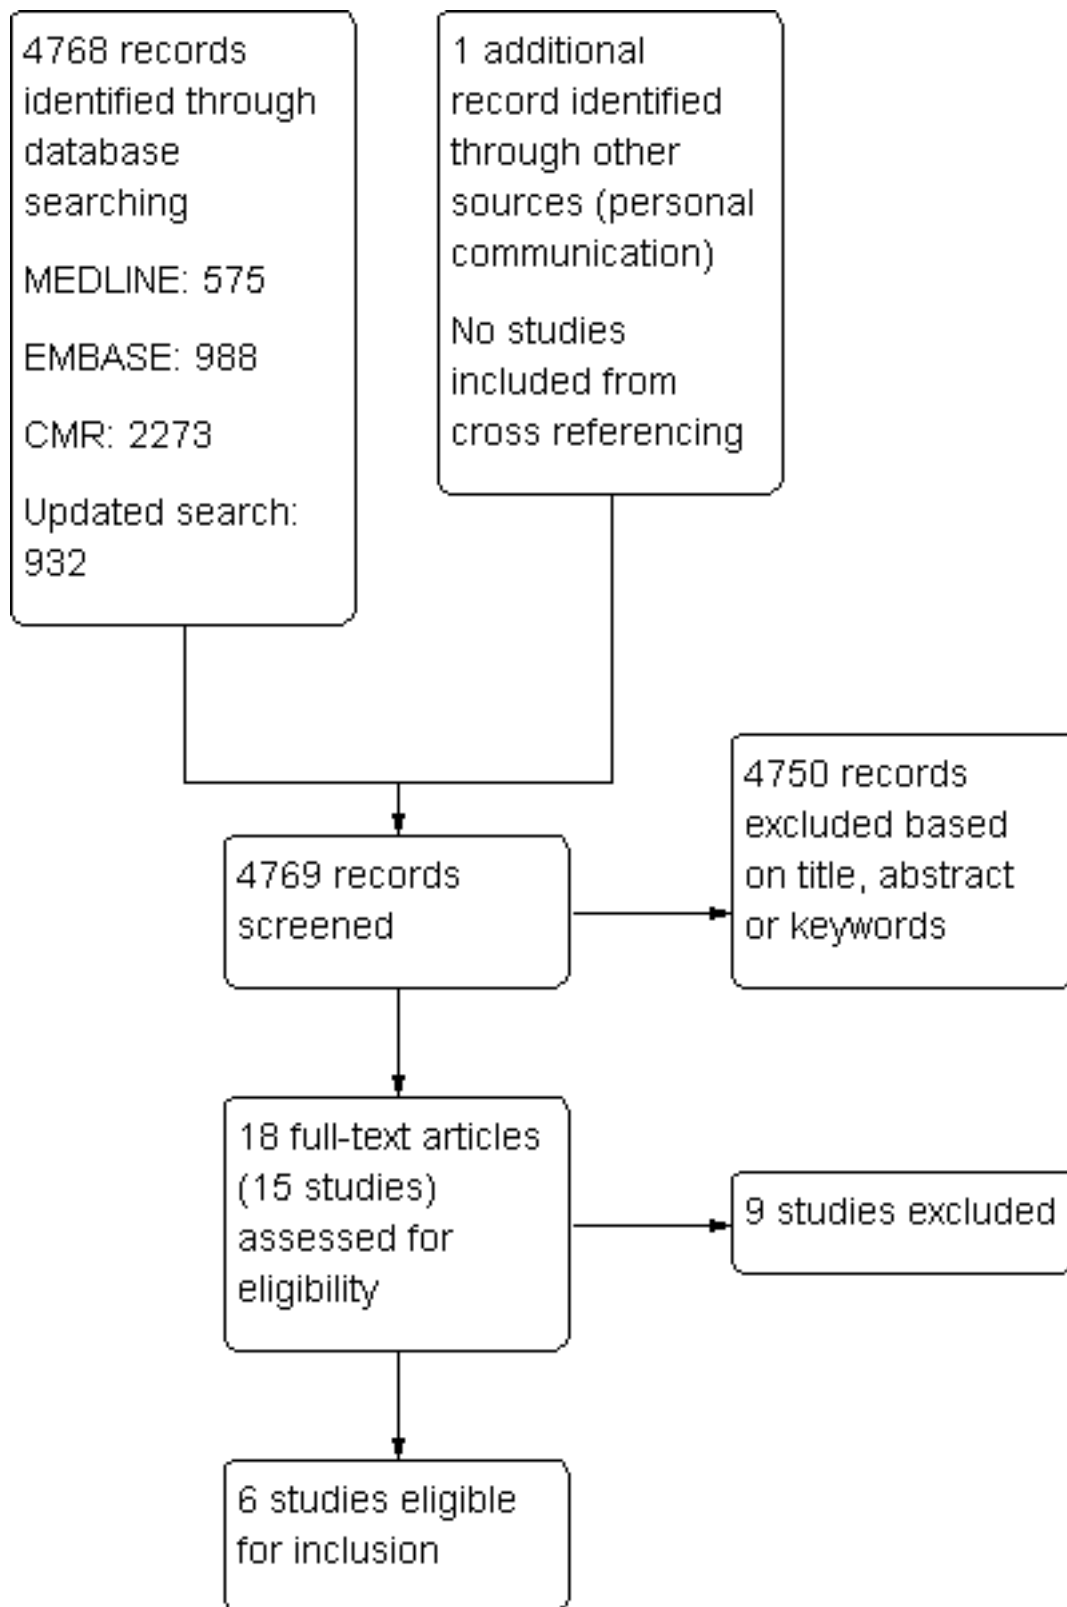 4768 records
identified through
database
searching
MEDLINE: 575
EMBASE: 988
CMR: 2273
Updated search:
932
1 additional
record identified
through other
sources (personal
communication)
No studies
included from
cross referencing
4769 records
screened
4750 records
excluded based
on title, abstract
or keywords
18 full-text articles
(15 studies)
assessed for
eligibility
9 studies excluded
6 studies eligible
for inclusion